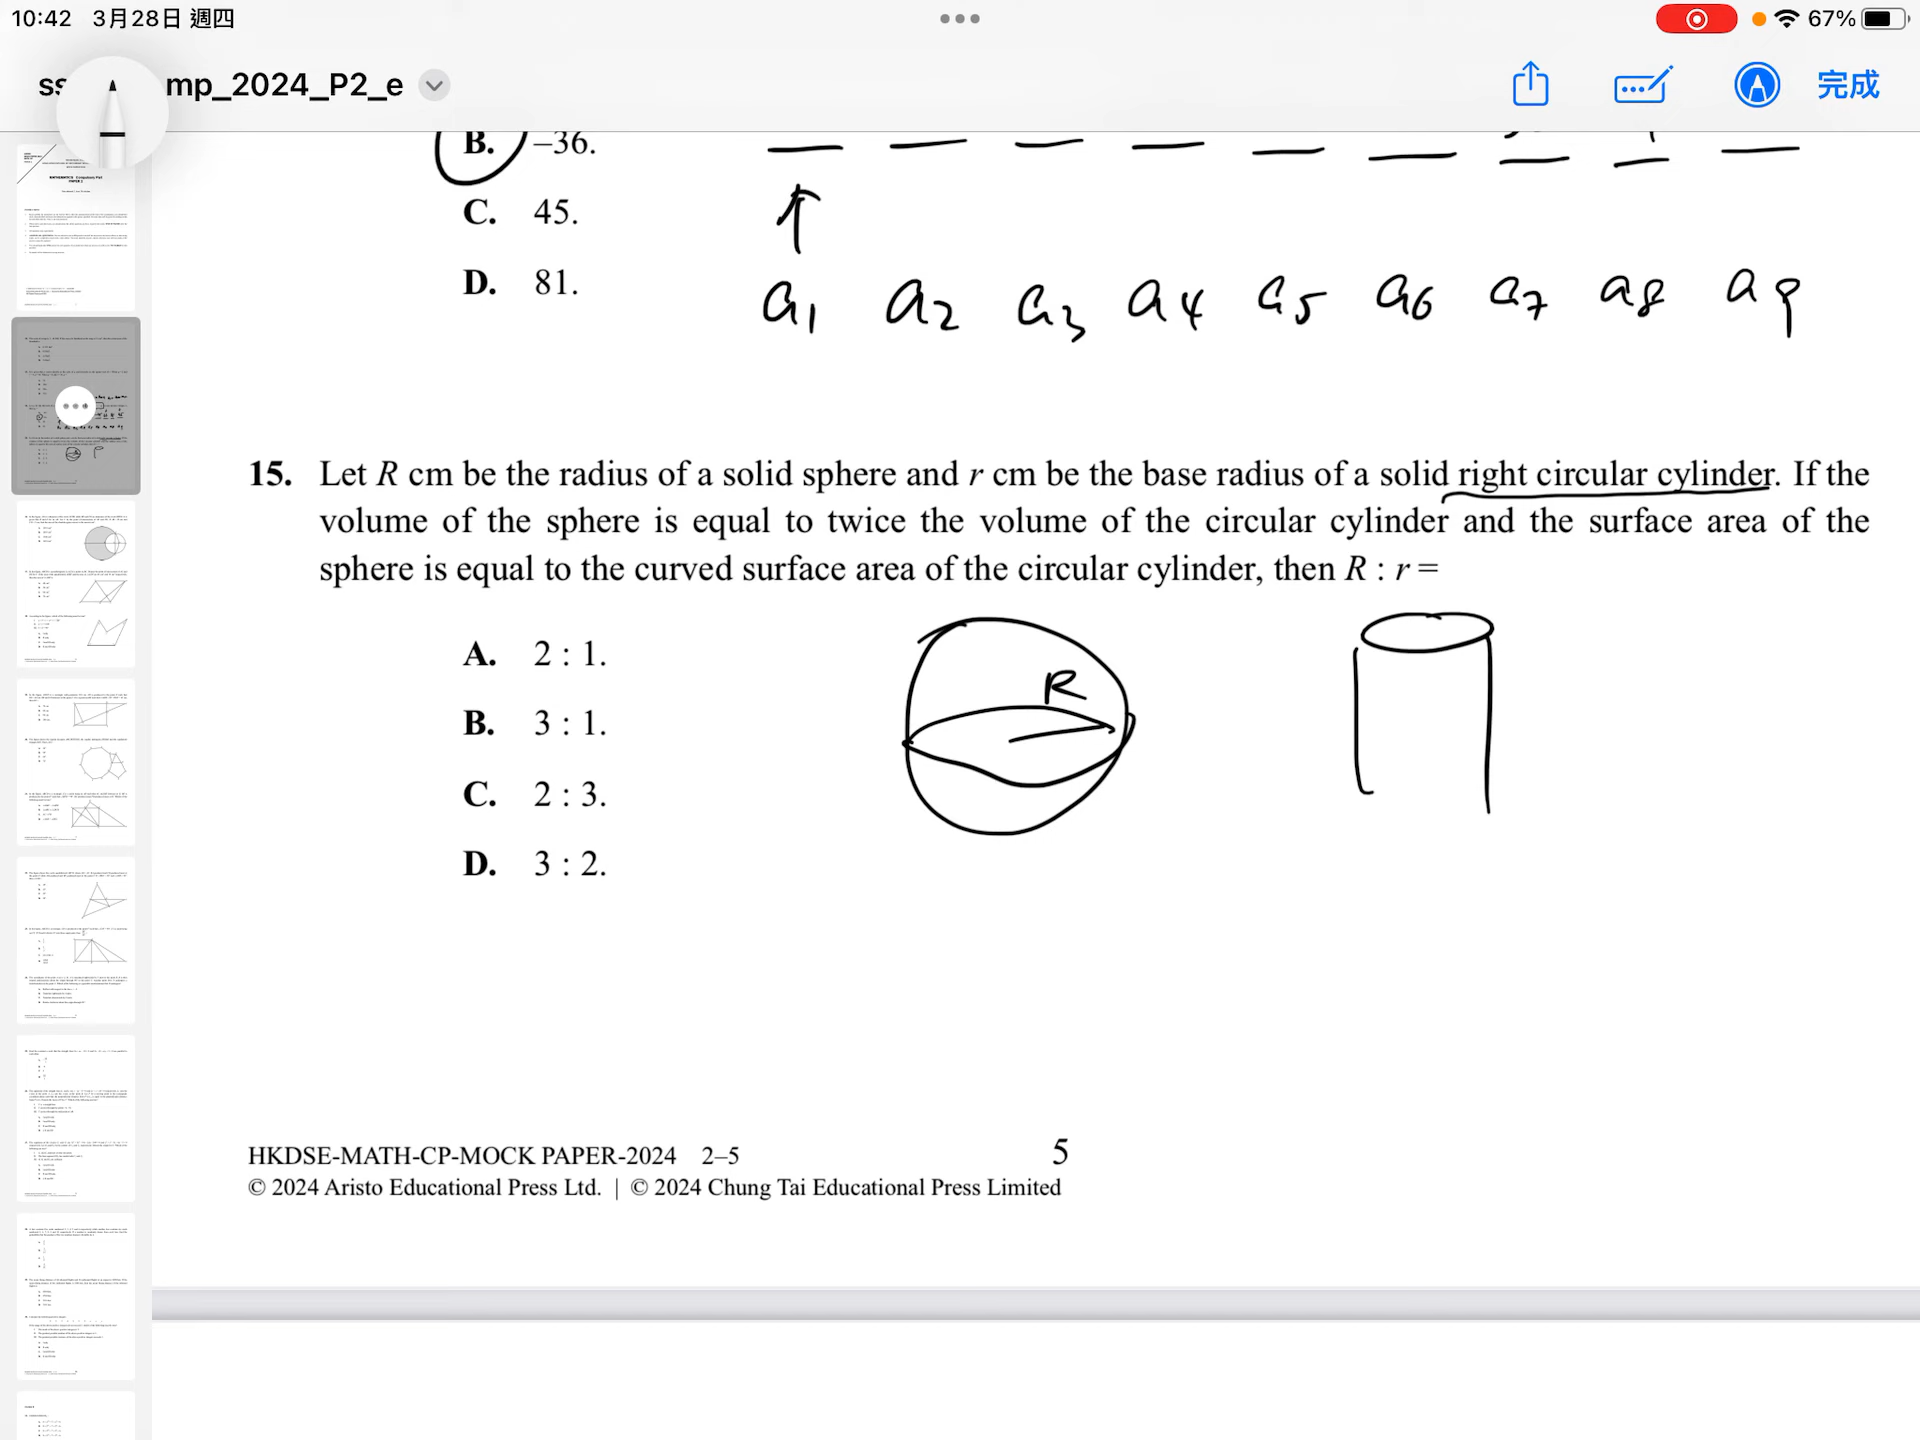 10:42 3月28日 週四
67%
ss mp_2024_P2_e
完成
B. –36.
C. 45.
D. 81.
a1 a2 a3 a4 a5 a6 a7 a8 a9
15. Let R cm be the radius of a solid sphere and r cm be the base radius of a solid right circular cylinder. If the
volume of the sphere is equal to twice the volume of the circular cylinder and the surface area of the
sphere is equal to the curved surface area of the circular cylinder, then R : r =
A. 2 : 1.
B. 3 : 1.
C. 2 : 3.
D. 3 : 2.
R
HKDSE-MATH-CP-MOCK PAPER-2024 2–5 5
© 2024 Aristo Educational Press Ltd. | © 2024 Chung Tai Educational Press Limited